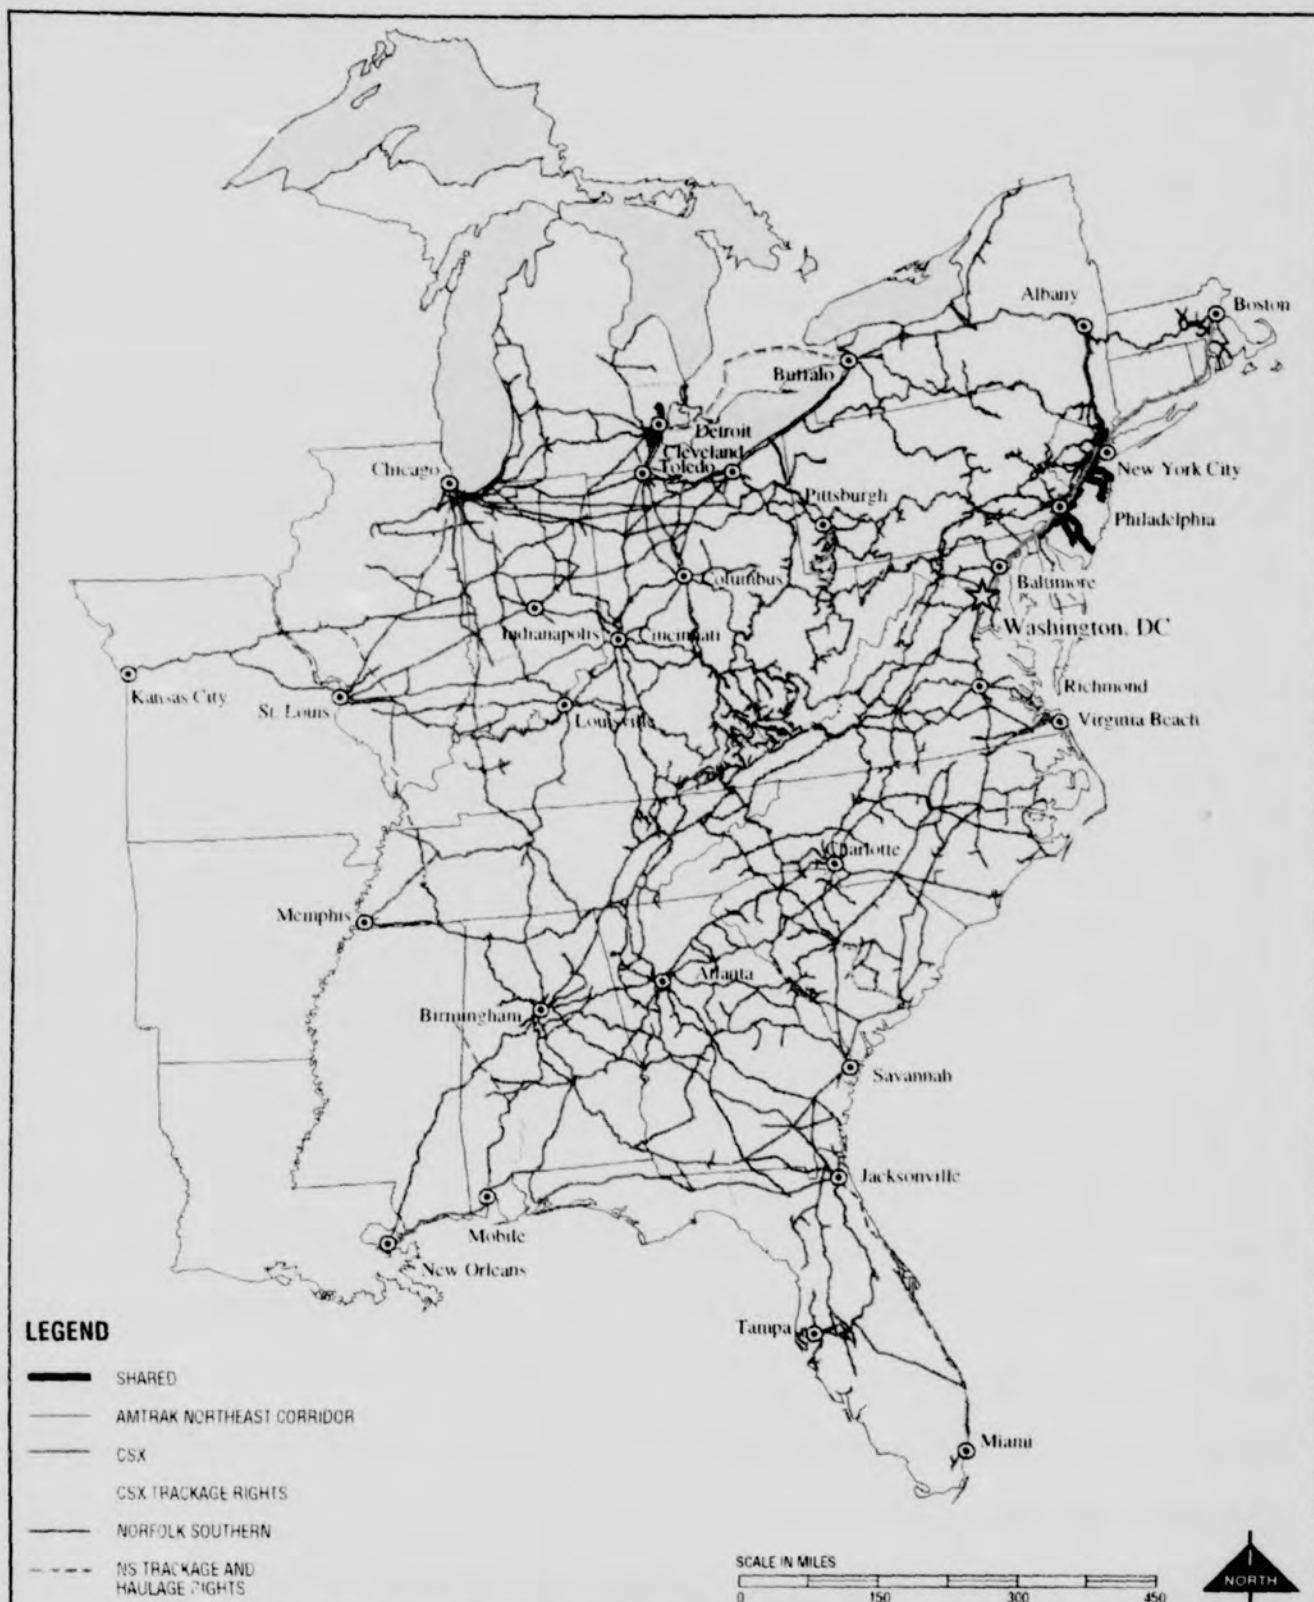 Albany
Boston
Buffalo
Detroit
Cleveland
Toledo
Chicago
New York City
Pittsburgh
Philadelphia
Columbus
Baltimore
Indianapolis
Cincinnati
Washington, DC
Kansas City
St. Louis
Louisville
Richmond
Virginia Beach
Charlotte
Memphis
Atlanta
Birmingham
Savannah
Jacksonville
Mobile
New Orleans
Tampa
Miami
LEGEND
SHARED
AMTRAK NORTHEAST CORRIDOR
CSX
CSX TRACKAGE RIGHTS
NORFOLK SOUTHERN
NS TRACKAGE AND
HAULAGE RIGHTS
SCALE IN MILES
0 150 300 450
NORTH